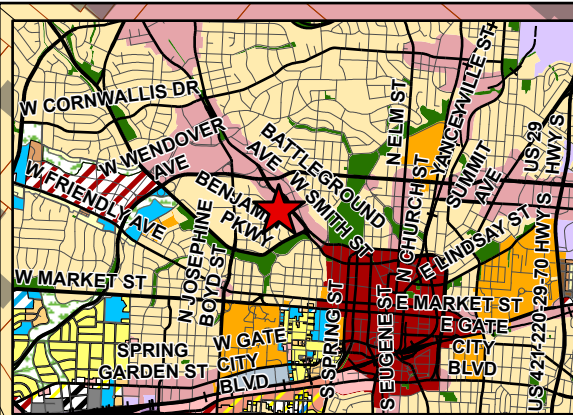 W CORNWALLIS DR
W WENDOVER
AVE
W FRIENDLY AVE
BENJAMI
PKWY
BATTLEGROUND
AVE
W SMITH ST
N ELM ST
YANCEYVILLE ST
N CHURCH ST
SUMMIT
AVE
US 29
HWY S
E LINDSAY ST
W MARKET ST
N JOSEPHINE
BOYD ST
E MARKET ST
SPRING
GARDEN ST
W GATE
CITY
BLVD
S SPRING ST
S EUGENE ST
E GATE
CITY
BLVD
US 421-220-29-70 HWY S